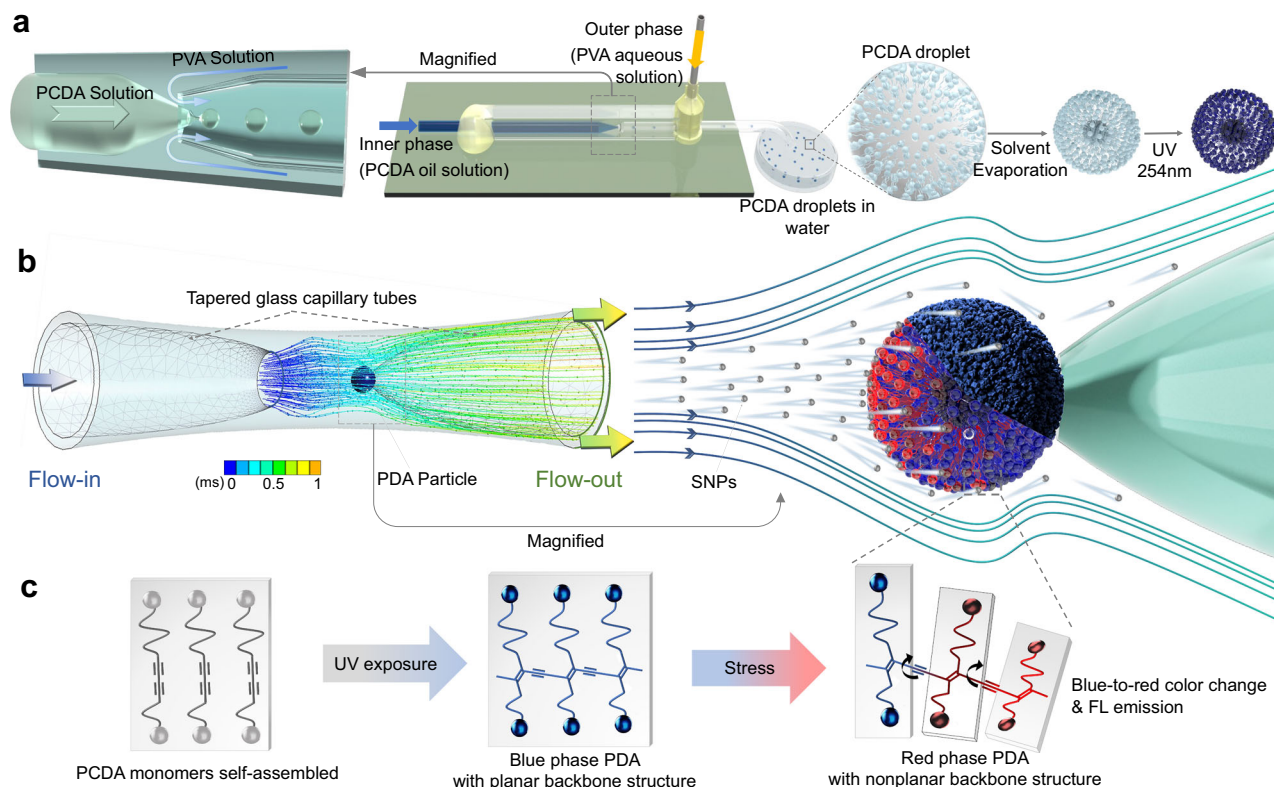 a
PVA Solution
PCDA Solution
Magnified
Outer phase
(PVA aqueous
solution)
Inner phase
(PCDA oil solution)
PCDA droplets in
water
PCDA droplet
Solvent
Evaporation
UV
254nm
b
Tapered glass capillary tubes
Flow-in
(ms) 0 0.5 1
PDA Particle
Flow-out
SNPs
Magnified
c
UV exposure
Stress
Blue-to-red color change
& FL emission
PCDA monomers self-assembled
Blue phase PDA
with planar backbone structure
Red phase PDA
with nonplanar backbone structure